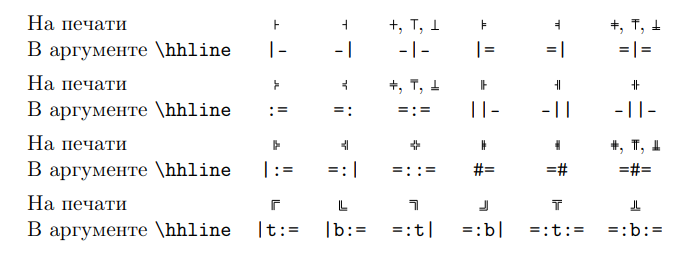 На печати ⊦ ⊣ +, ⊤, ⊥ ╞ ╡ ╪, ╤, ╧
В аргументе \hhline |- -| -|- |= =| =|=
На печати ╞ ╡ ╪, ╤, ╧ ╟ ╢ ╫
В аргументе \hhline := =: =:= ||- -|| -||-
На печати ╠ ╣ ╬
В аргументе \hhline |:= =:| =::= #= =# =#=
На печати ╔ ╚ ╗ ╝ ╦ ╩
В аргументе \hhline |t:= |b:= =:t| =:b| =:t:= =:b:=